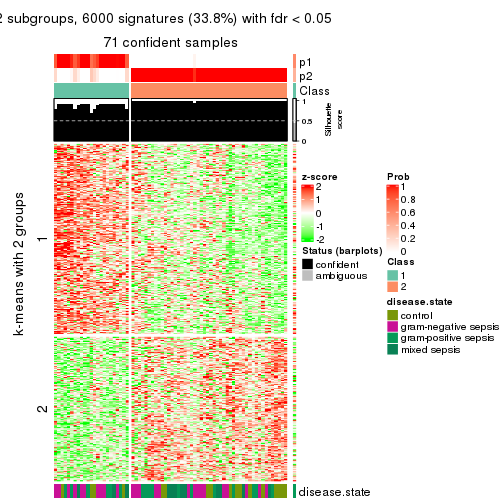 2 subgroups, 6000 signatures (33.8%) with fdr < 0.05
71 confident samples
p1
p2
Class
1
0.5
0
Silhouette
score
k-means with 2 groups
1
2
disease.state
z-score
2
1
0
-1
-2
Status (barplots)
confident
ambiguous
Prob
1
0.8
0.6
0.4
0.2
0
Class
1
2
disease.state
control
gram-negative sepsis
gram-positive sepsis
mixed sepsis